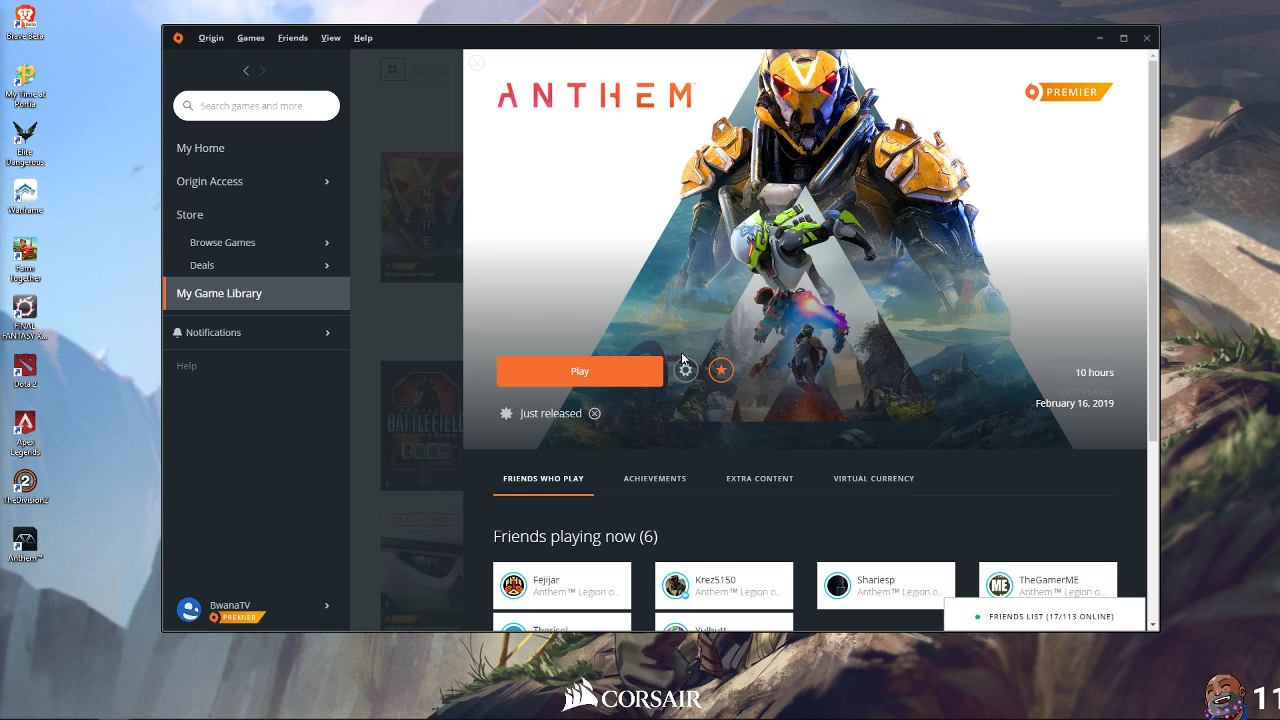 Brave Beta
My Time at
Portia
Elite
Dangerous
Warframe
Farm
Together
FINAL
FANTASY X...
Dota 2
Apex
Legends
TheDivision2
Anthem™
Origin
Games
Friends
View
Help
Search games and more
My Home
Origin Access
Store
Browse Games
Deals
My Game Library
Notifications
Help
BwanaTV
PREMIER
ANTHEM
PREMIER
Play
10 hours
LAST PLAYED
February 16, 2019
Just released
FRIENDS WHO PLAY
ACHIEVEMENTS
EXTRA CONTENT
VIRTUAL CURRENCY
Friends playing now (6)
Fejijar
Anthem™ Legion o...
Krez5150
Anthem™ Legion o...
Shariesp
Anthem™ Legion o
TheGamerME
Anthem™ Legion o...
FRIENDS LIST (17/113 ONLINE)
CORSAIR
11